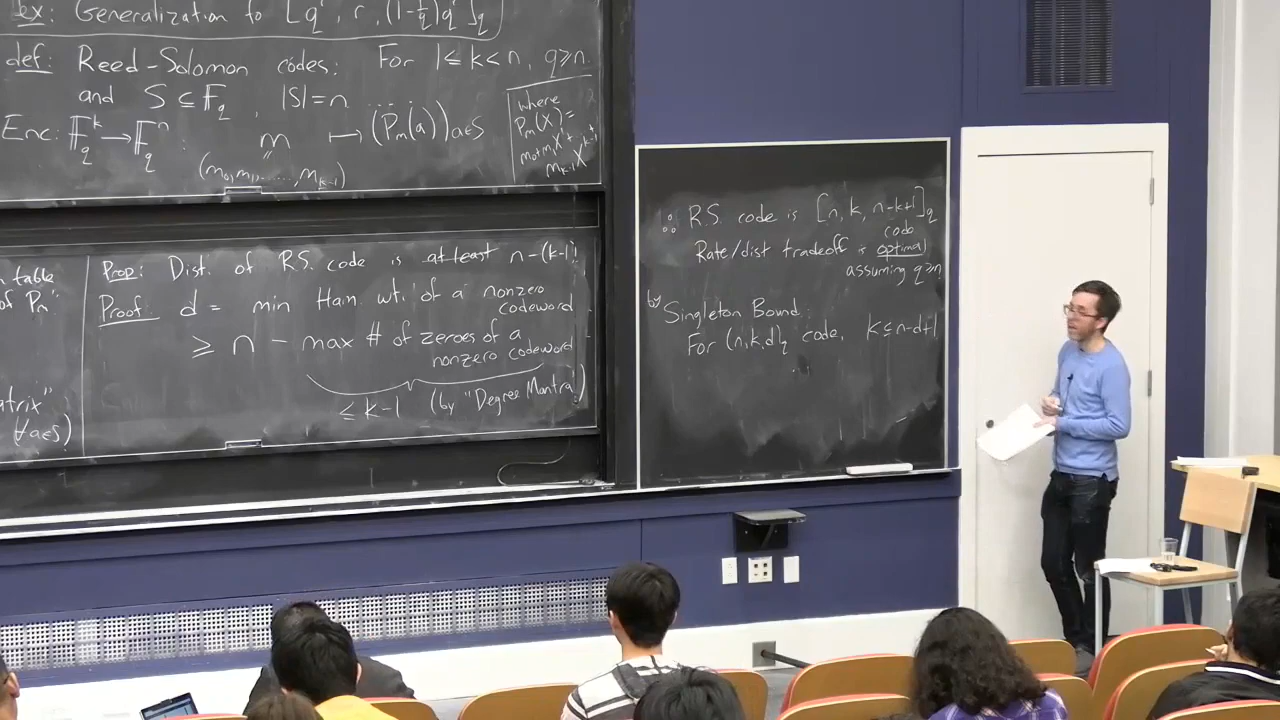 ex: Generalization to [q^r, r, (1-1/q)q^r]_q
def: Reed-Solomon codes. For 1 ≤ k < n, q ≥ n
and S ⊆ F_q, |S| = n
Enc: F_q^k → F_q^n : m ↦ (P_m(a))_{a∈S}
(m_0, m_1, ......, m_{k-1})
where
P_m(X) =
m_0+m_1X+
m_{k-1}X^{k-1}
n table
of P_m"
atrix"
∀a∈S)
Prop: Dist. of R.S. code is at least n-(k-1)
Proof: d = min Ham. wt. of a nonzero
codeword
≥ n - max # of zeroes of a
nonzero codeword
≤ k-1 (by "Degree Mantra")
∴ R.S. code is [n, k, n-k+1]_q
code
Rate/dist tradeoff is optimal
assuming q≥n
by Singleton Bound:
For (n,k,d)_q code, k ≤ n-d+1